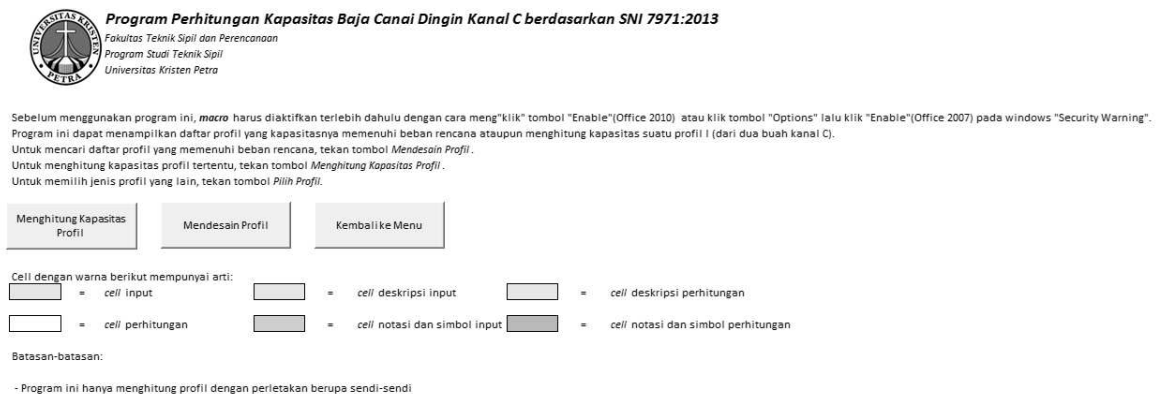 Program Perhitungan Kapasitas Baja Canai Dingin Kanal C berdasarkan SNI 7971:2013
Fakultas Teknik Sipil dan Perencanaan
Program Studi Teknik Sipil
Universitas Kristen Petra
UNIVERSITAS KRISTEN
PETRA
Sebelum menggunakan program ini, macro harus diaktifkan terlebih dahulu dengan cara meng"klik" tombol "Enable"(Office 2010) atau klik tombol "Options" lalu klik "Enable"(Office 2007) pada windows "Security Warning".
Program ini dapat menampilkan daftar profil yang kapasitasnya memenuhi beban rencana ataupun menghitung kapasitas suatu profil I (dari dua buah kanal C).
Untuk mencari daftar profil yang memenuhi beban rencana, tekan tombol Mendesain Profil .
Untuk menghitung kapasitas profil tertentu, tekan tombol Menghitung Kapasitas Profil .
Untuk memilih jenis profil yang lain, tekan tombol Pilih Profil.
Menghitung Kapasitas
Profil
Mendesain Profil
Kembali ke Menu
Cell dengan warna berikut mempunyai arti:
= cell input = cell deskripsi input = cell deskripsi perhitungan
= cell perhitungan = cell notasi dan simbol input = cell notasi dan simbol perhitungan
Batasan-batasan:
- Program ini hanya menghitung profil dengan perletakan berupa sendi-sendi